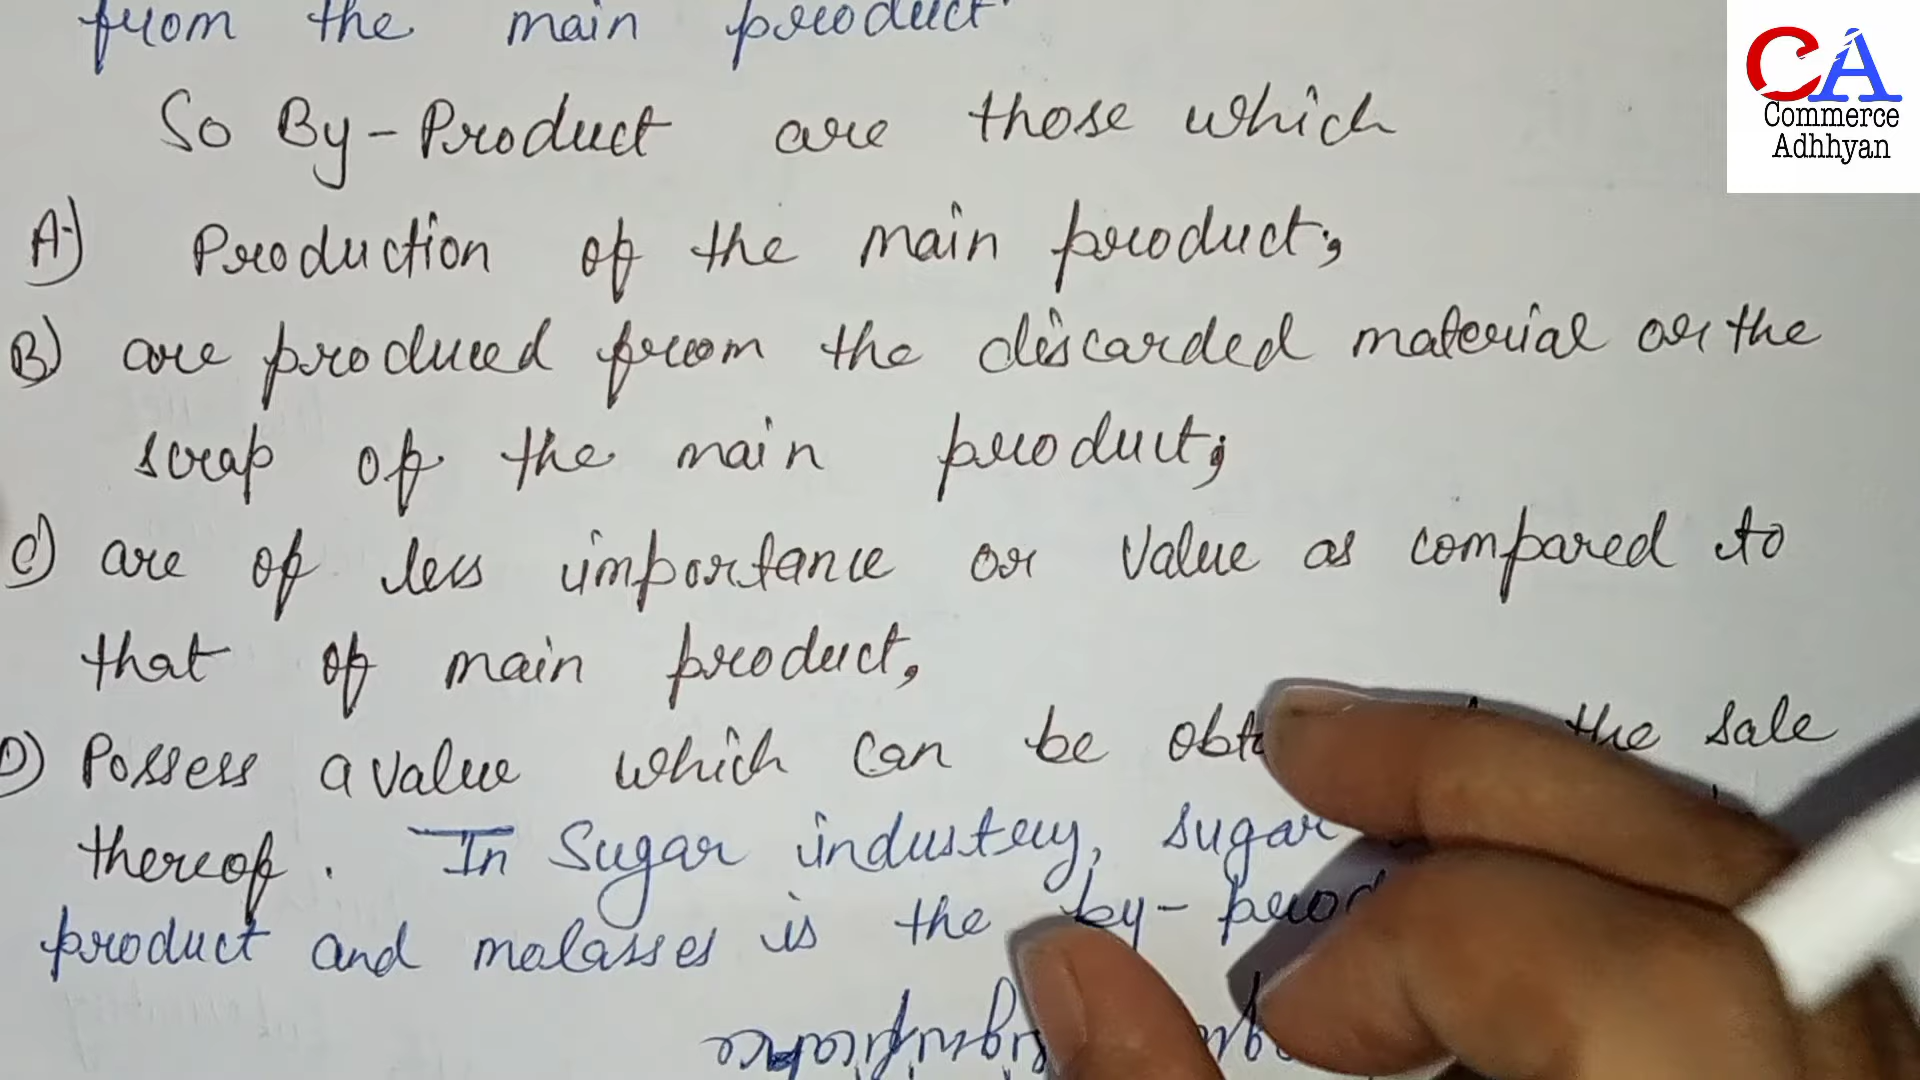 from the main product.
So By-Product are those which
A) Production of the main product;
B) are produced from the discarded material or the
scrap of the main product;
C) are of less importance or value as compared to
that of main product,
D) Possess a value which can be the sale
thereof. In Sugar industry, sugar
product and molasses is the by-
significance
CA
Commerce
Adhhyan